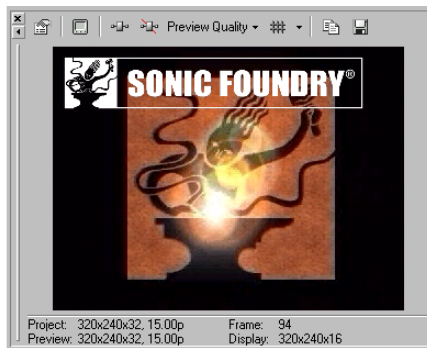 Preview Quality
SONIC FOUNDRY®
Project: 320x240x32, 15.00p Frame: 94
Preview: 320x240x32, 15.00p Display: 320x240x16